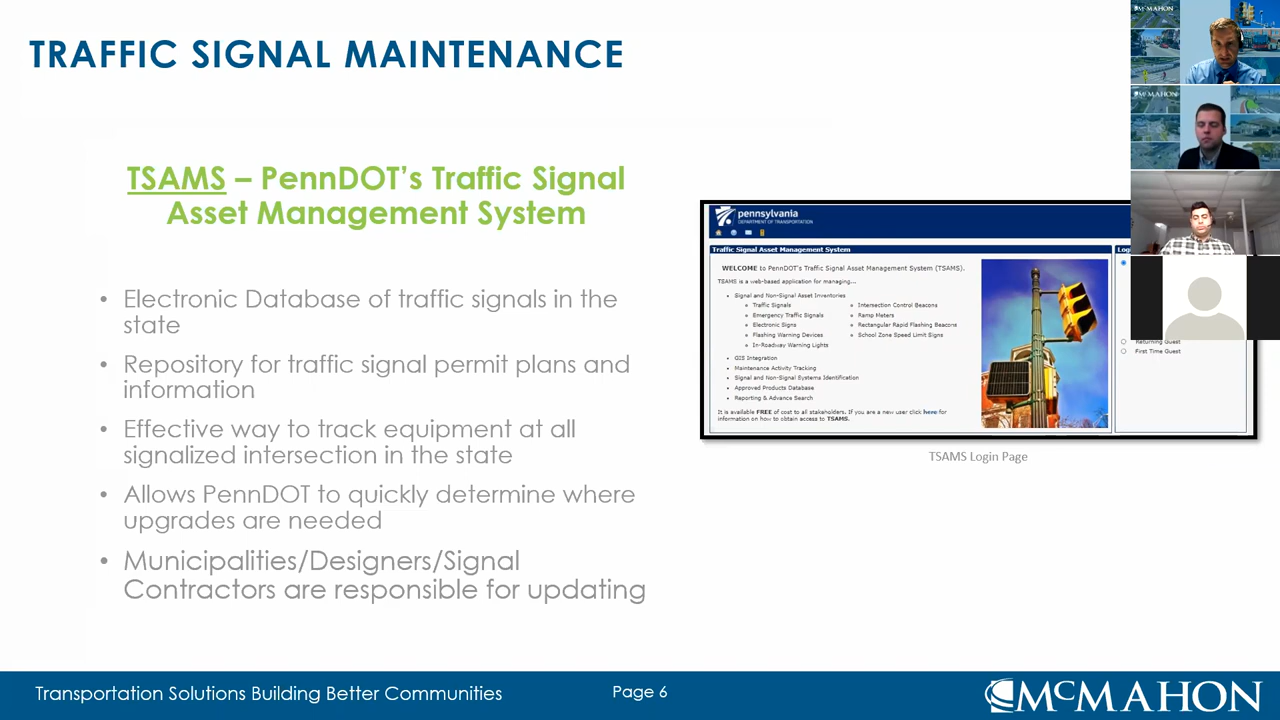 TRAFFIC SIGNAL MAINTENANCE
TSAMS – PennDOT's Traffic Signal
Asset Management System
• Electronic Database of traffic signals in the
state
• Repository for traffic signal permit plans and
information
• Effective way to track equipment at all
signalized intersection in the state
• Allows PennDOT to quickly determine where
upgrades are needed
• Municipalities/Designers/Signal
Contractors are responsible for updating
pennsylvania
DEPARTMENT OF TRANSPORTATION
Traffic Signal Asset Management System
WELCOME to PennDOT's Traffic Signal Asset Management System (TSAMS).
TSAMS is a web-based application for managing...
Signal and Non-Signal Asset Inventories
Traffic Signals
Emergency Traffic Signals
Electronic Signs
Flashing Warning Devices
In-Roadway Warning Lights
Intersection Control Beacons
Ramp Meters
Rectangular Rapid Flashing Beacons
School Zone Speed Limit Signs
GIS Integration
Maintenance Activity Tracking
Signal and Non-Signal Systems Identification
Approved Products Database
Reporting & Advance Search
It is available FREE of cost to all stakeholders. If you are a new user click here for
information on how to obtain access to TSAMS.
Returning Guest
First Time Guest
TSAMS Login Page
MCMAHON
MCMAHON
Transportation Solutions Building Better Communities
Page 6
MCMAHON